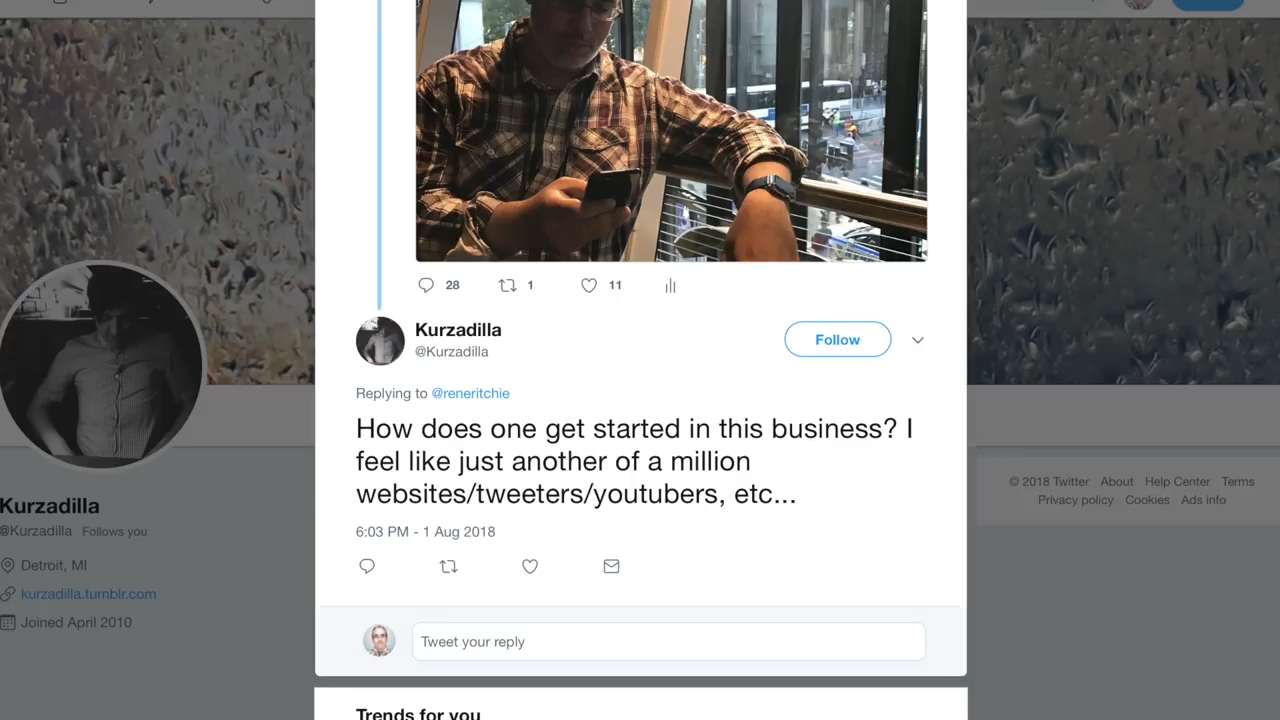 28
1
11
Kurzadilla
@Kurzadilla
Follow
Replying to @reneritchie
How does one get started in this business? I
feel like just another of a million
websites/tweeters/youtubers, etc...
6:03 PM - 1 Aug 2018
Tweet your reply
Trends for you
Kurzadilla
@Kurzadilla Follows you
Detroit, MI
kurzadilla.tumblr.com
Joined April 2010
© 2018 Twitter About Help Center Terms
Privacy policy Cookies Ads info